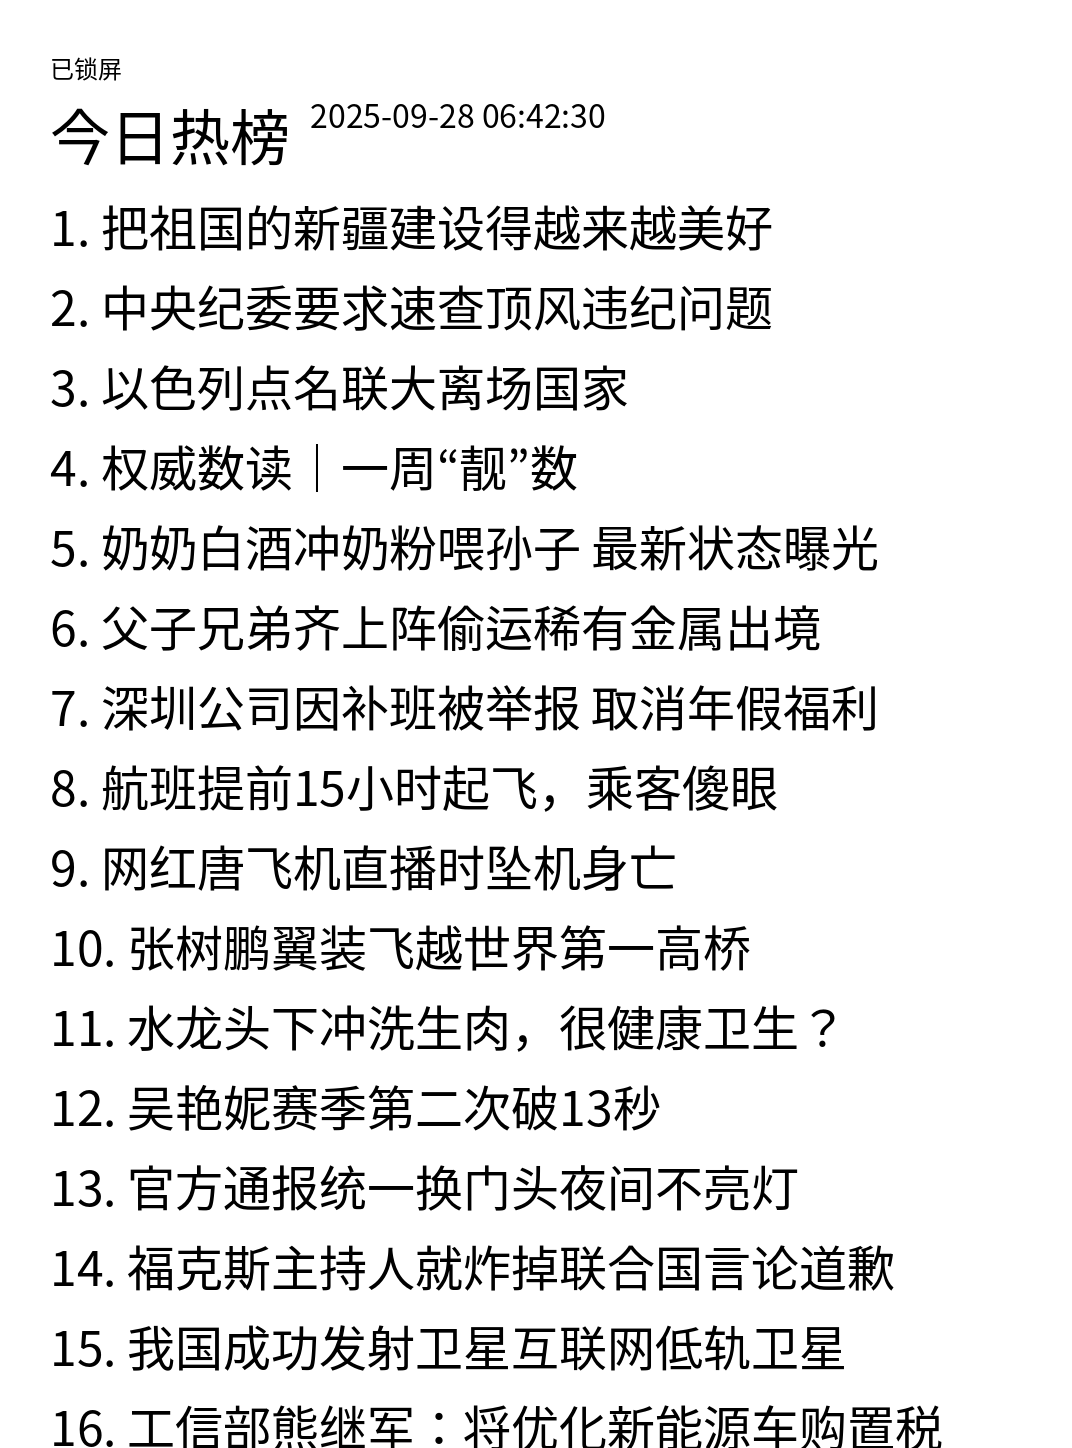 已锁屏
今日热榜 2025-09-28 06:42:30
1. 把祖国的新疆建设得越来越美好
2. 中央纪委要求速查顶风违纪问题
3. 以色列点名联大离场国家
4. 权威数读｜一周“靓”数
5. 奶奶白酒冲奶粉喂孙子 最新状态曝光
6. 父子兄弟齐上阵偷运稀有金属出境
7. 深圳公司因补班被举报 取消年假福利
8. 航班提前15小时起飞，乘客傻眼
9. 网红唐飞机直播时坠机身亡
10. 张树鹏翼装飞越世界第一高桥
11. 水龙头下冲洗生肉，很健康卫生？
12. 吴艳妮赛季第二次破13秒
13. 官方通报统一换门头夜间不亮灯
14. 福克斯主持人就炸掉联合国言论道歉
15. 我国成功发射卫星互联网低轨卫星
16. 工信部熊继军：将优化新能源车购置税